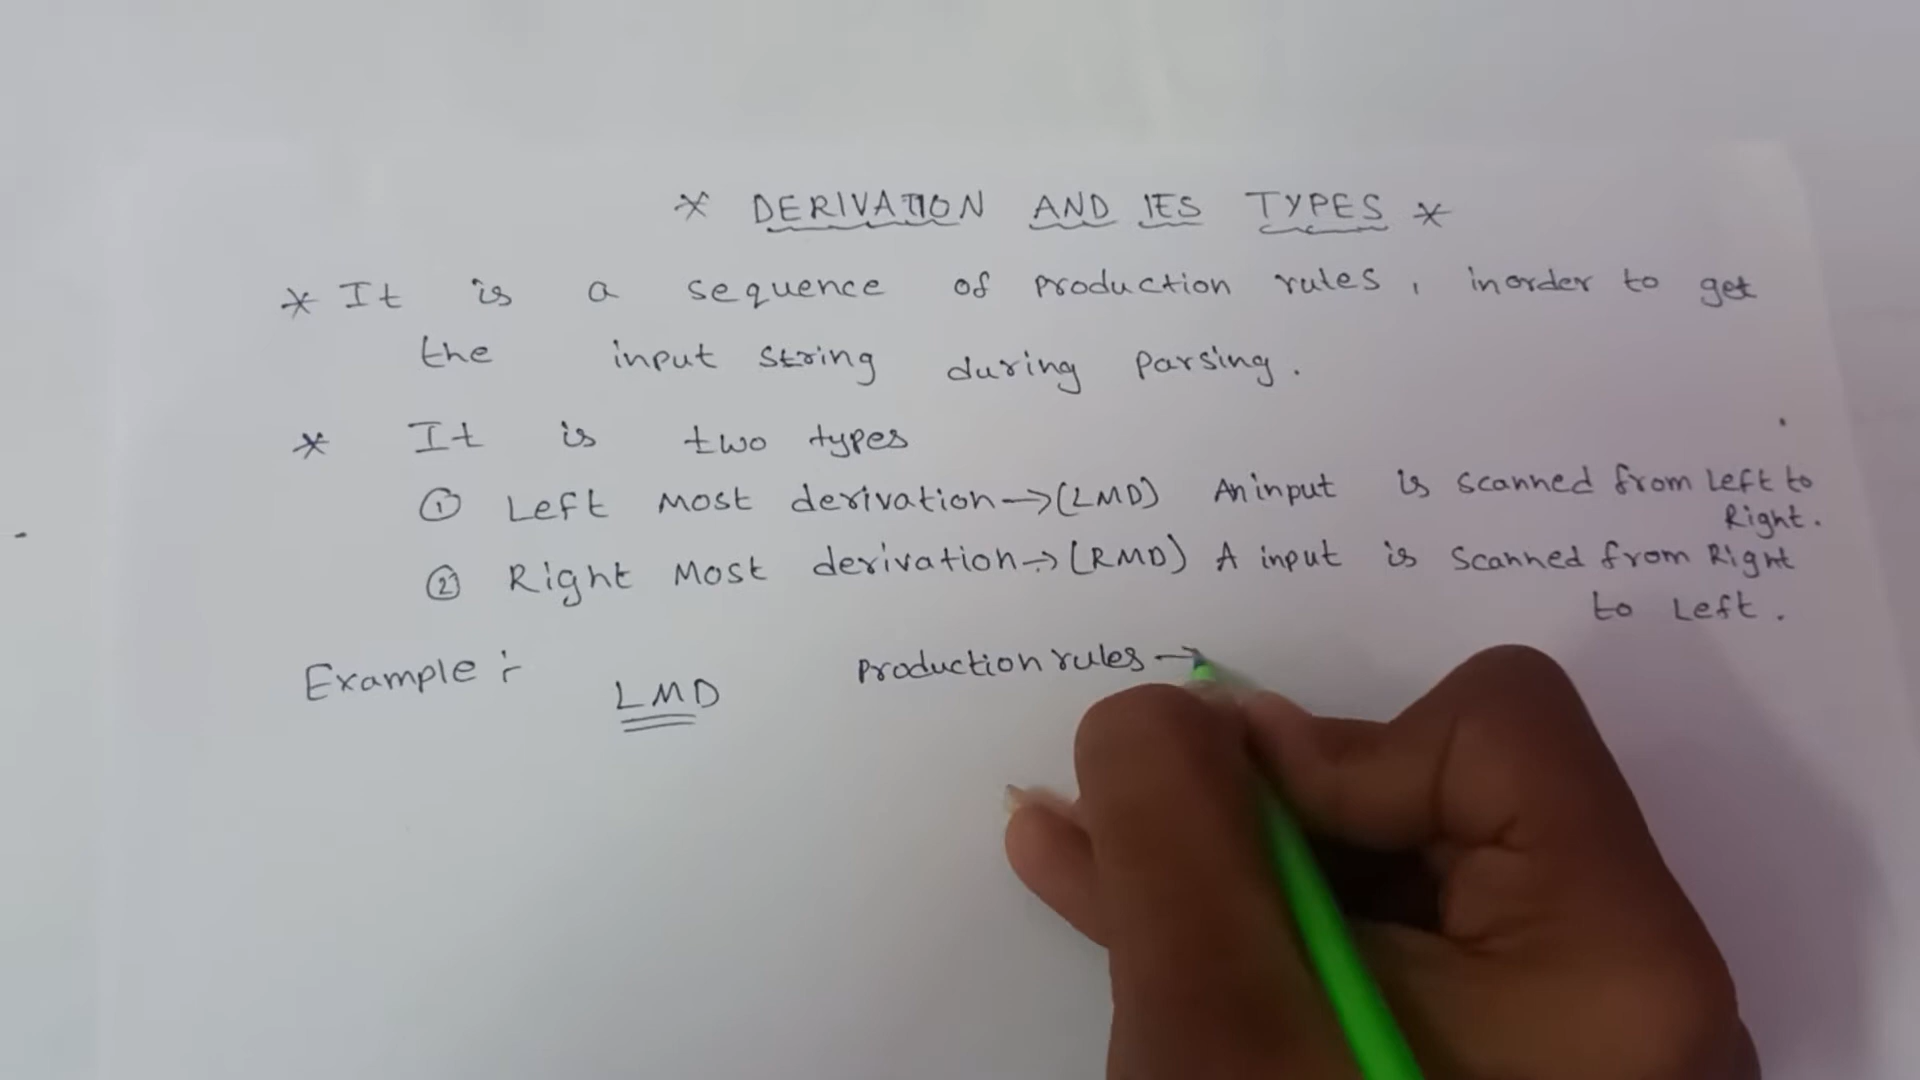 * DERIVATION AND IES TYPES *
* It is a sequence of production rules, inorder to get
the input string during parsing.
* It is two types
① Left most derivation → (LMD) An input is scanned from Left to
Right.
② Right Most derivation → (RMD) A input is scanned from Right
to Left.
Example :- LMD Production rules →